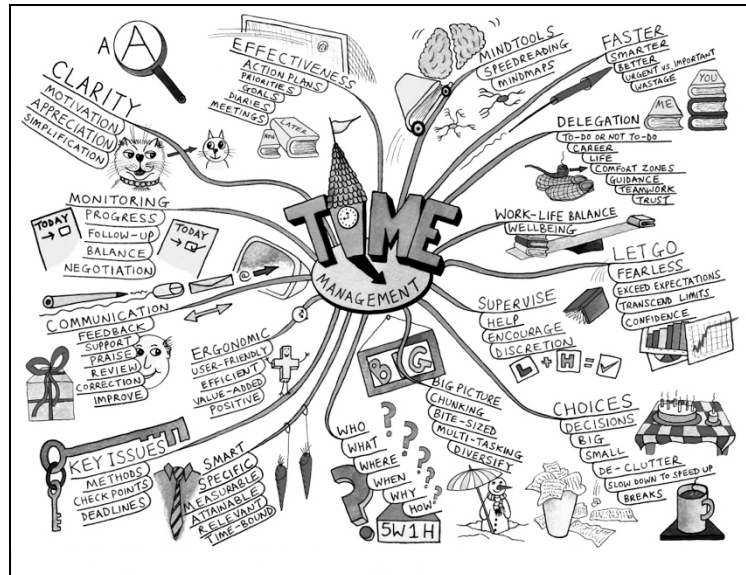 A A
CLARITY
MOTIVATION
APPRECIATION
SIMPLIFICATION
EFFECTIVENESS
ACTION PLANS
PRIORITIES
GOALS
DIARIES
MEETINGS
LATER
MINDTOOLS
SPEEDREADING
MINDMAPS
FASTER
SMARTER
BETTER
URGENT VS. IMPORTANT
WASTAGE
YOU
ME
DELEGATION
TO-DO OR NOT TO-DO
CAREER
LIFE
COMFORT ZONES
GUIDANCE
TEAMWORK
TRUST
MONITORING
PROGRESS
FOLLOW-UP
BALANCE
NEGOTIATION
TODAY
TODAY
TIME
MANAGEMENT
WORK-LIFE BALANCE
WELLBEING
LET GO
FEARLESS
EXCEED EXPECTATIONS
TRANSCEND LIMITS
CONFIDENCE
@
COMMUNICATION
FEEDBACK
SUPPORT
PRAISE
REVIEW
CORRECTION
IMPROVE
ERGONOMIC
USER-FRIENDLY
EFFICIENT
VALUE-ADDED
POSITIVE
SUPERVISE
HELP
ENCOURAGE
DISCRETION
L + H =
BIG
BIG PICTURE
CHUNKING
BITE-SIZED
MULTI-TASKING
DIVERSIFY
CHOICES
DECISIONS
BIG
SMALL
DE-CLUTTER
SLOW DOWN TO SPEED UP
BREAKS
KEY ISSUES
METHODS
CHECKPOINTS
DEADLINES
SMART
SPECIFIC
MEASURABLE
ATTAINABLE
RELEVANT
TIME-BOUND
WHO
WHAT
WHERE
WHEN
WHY
HOW
? ? ? ? ? ?
5W1H